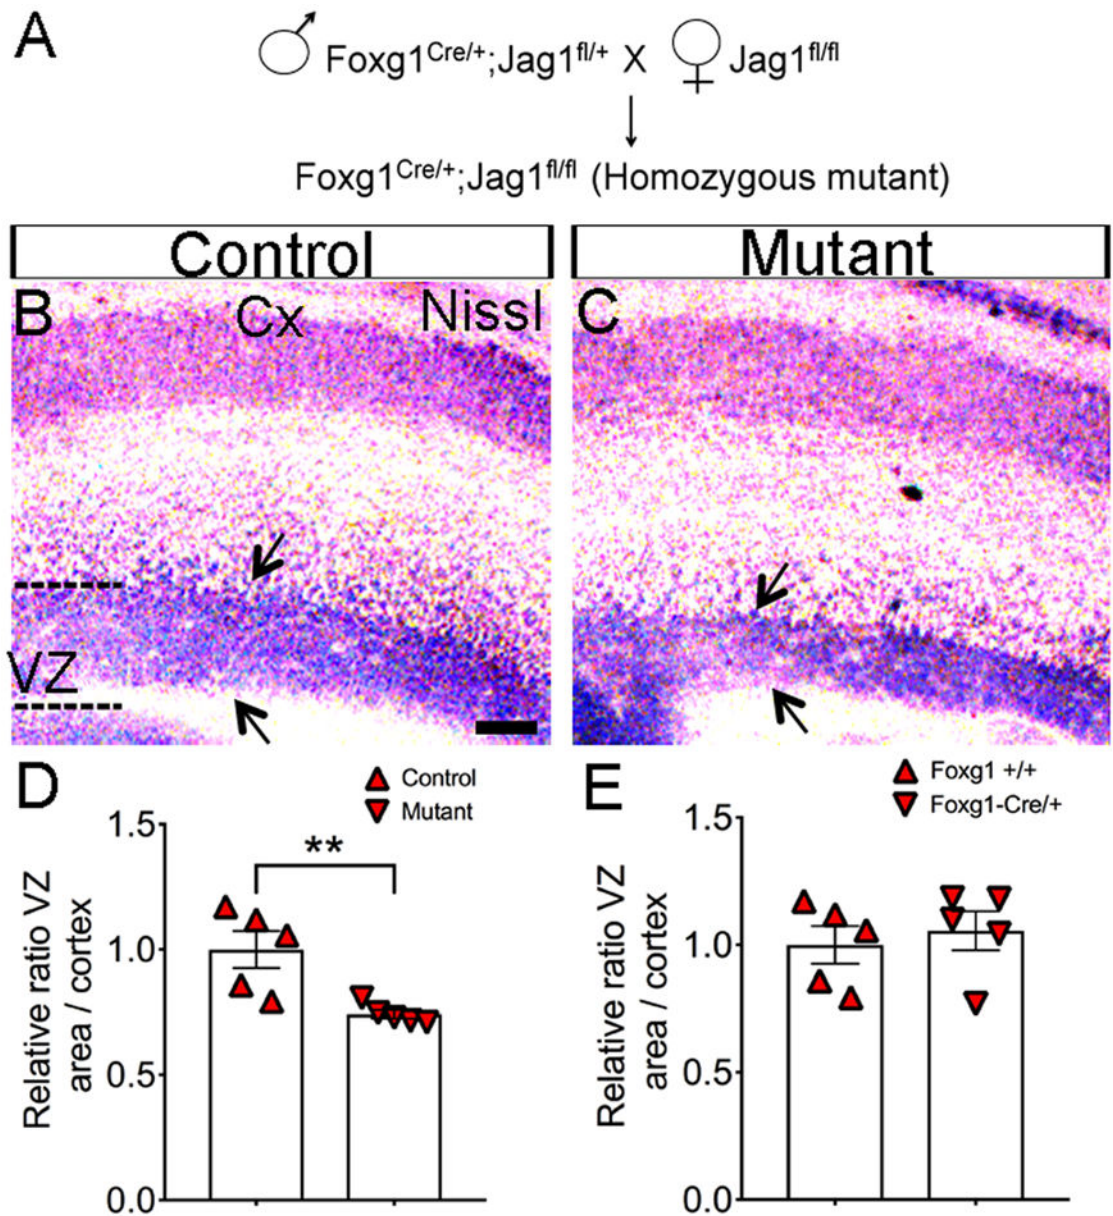 A
Foxg1Cre/+;Jag1fl/+ X Jag1fl/fl
Foxg1Cre/+;Jag1fl/fl (Homozygous mutant)
Control
Mutant
B
Cx
Nissl
C
VZ
D
Control
Mutant
**
Relative ratio VZ
area / cortex
1.5
1.0
0.5
0.0
E
Foxg1 +/+
Foxg1-Cre/+
Relative ratio VZ
area / cortex
1.5
1.0
0.5
0.0